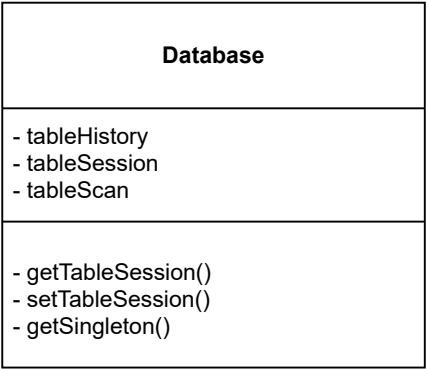 Database
- tableHistory
- tableSession
- tableScan
- getTableSession()
- setTableSession()
- getSingleton()